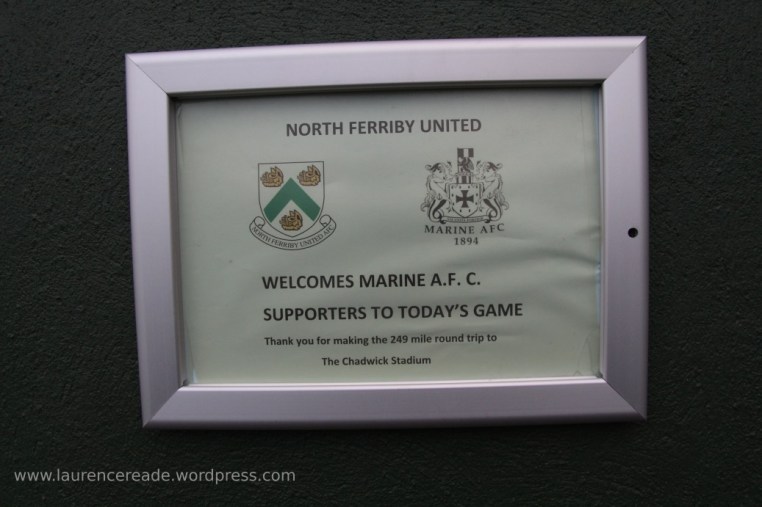 NORTH FERRIBY UNITED
NORTH FERRIBY UNITED AFC
MARINE AFC
1894
WELCOMES MARINE A.F. C.
SUPPORTERS TO TODAY'S GAME
Thank you for making the 249 mile round trip to
The Chadwick Stadium
www.laurencereade.wordpress.com